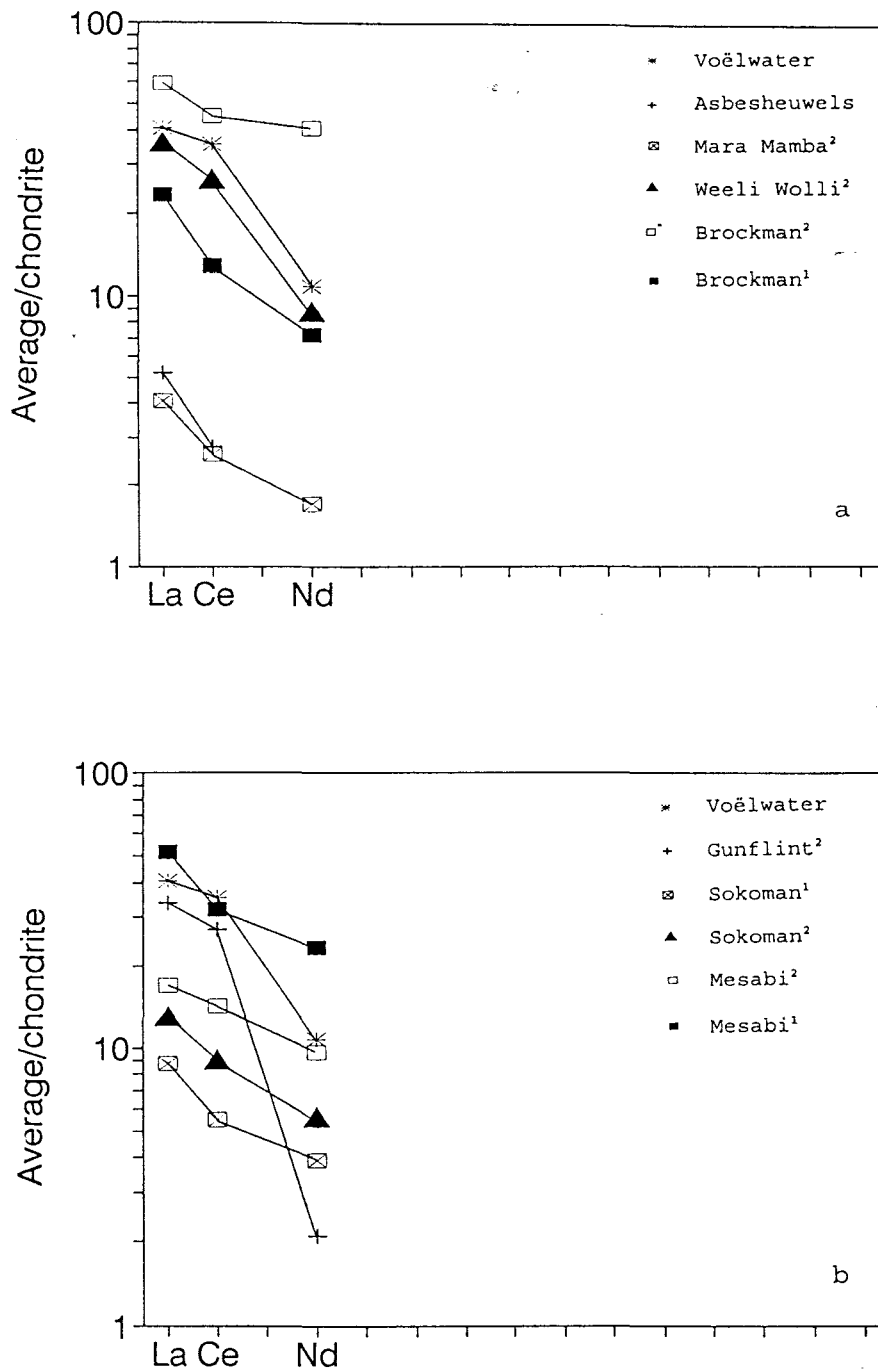 100
10
1
Average/chondrite
Voëlwater
Asbesheuwels
Mara Mamba²
Weeli Wolli²
Brockman²
Brockman¹
a
La Ce Nd
100
10
1
Average/chondrite
Voëlwater
Gunflint²
Sokoman¹
Sokoman²
Mesabi²
Mesabi¹
b
La Ce Nd